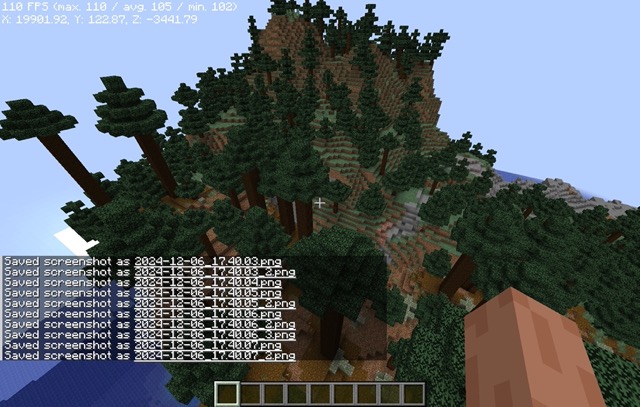 110 FPS (max. 110 / avg. 105 / min. 102)
X: 19901.92, Y: 122.87, Z: -3441.79
Saved screenshot as 2024-12-06_17.40.03.png
Saved screenshot as 2024-12-06_17.40.03_2.png
Saved screenshot as 2024-12-06_17.40.04.png
Saved screenshot as 2024-12-06_17.40.05.png
Saved screenshot as 2024-12-06_17.40.05_2.png
Saved screenshot as 2024-12-06_17.40.06.png
Saved screenshot as 2024-12-06_17.40.06_2.png
Saved screenshot as 2024-12-06_17.40.06_3.png
Saved screenshot as 2024-12-06_17.40.07.png
Saved screenshot as 2024-12-06_17.40.07_2.png